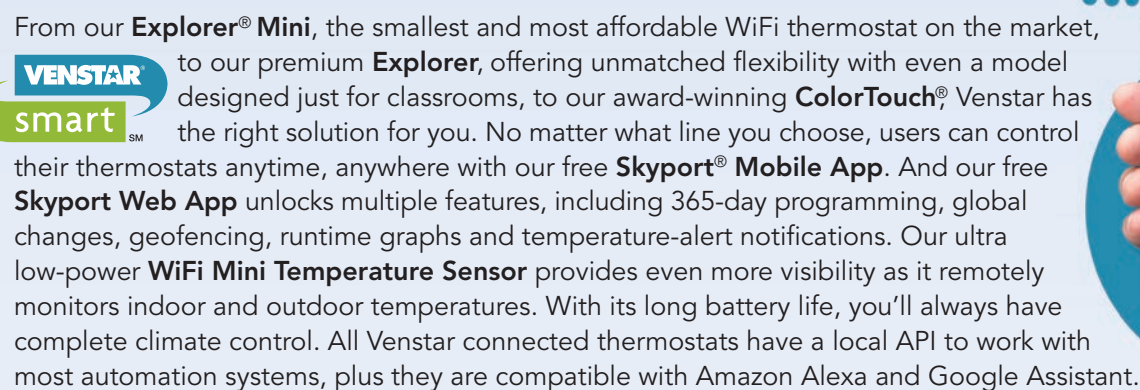 From our Explorer® Mini, the smallest and most affordable WiFi thermostat on the market,
VENSTAR®
smart SM
to our premium Explorer, offering unmatched flexibility with even a model
designed just for classrooms, to our award-winning ColorTouch®, Venstar has
the right solution for you. No matter what line you choose, users can control
their thermostats anytime, anywhere with our free Skyport® Mobile App. And our free
Skyport Web App unlocks multiple features, including 365-day programming, global
changes, geofencing, runtime graphs and temperature-alert notifications. Our ultra
low-power WiFi Mini Temperature Sensor provides even more visibility as it remotely
monitors indoor and outdoor temperatures. With its long battery life, you’ll always have
complete climate control. All Venstar connected thermostats have a local API to work with
most automation systems, plus they are compatible with Amazon Alexa and Google Assistant.